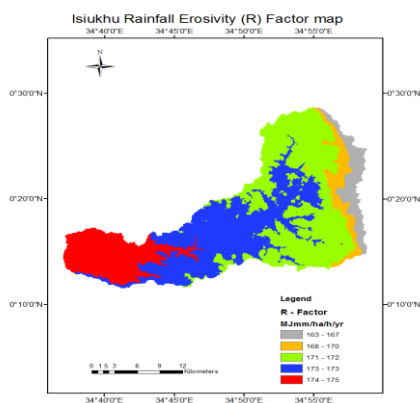 Isiukhu Rainfall Erosivity (R) Factor map
34°40'0"E 34°45'0"E 34°50'0"E 34°55'0"E
N
0°30'0"N 0°30'0"N
0°20'0"N 0°20'0"N
0°10'0"N 0°10'0"N
Legend
R - Factor
MJmm/ha/h/yr
163 - 167
168 - 170
171 - 172
173 - 173
174 - 175
0 1.5 3 6 9 12
Kilometers
34°40'0"E 34°45'0"E 34°50'0"E 34°55'0"E